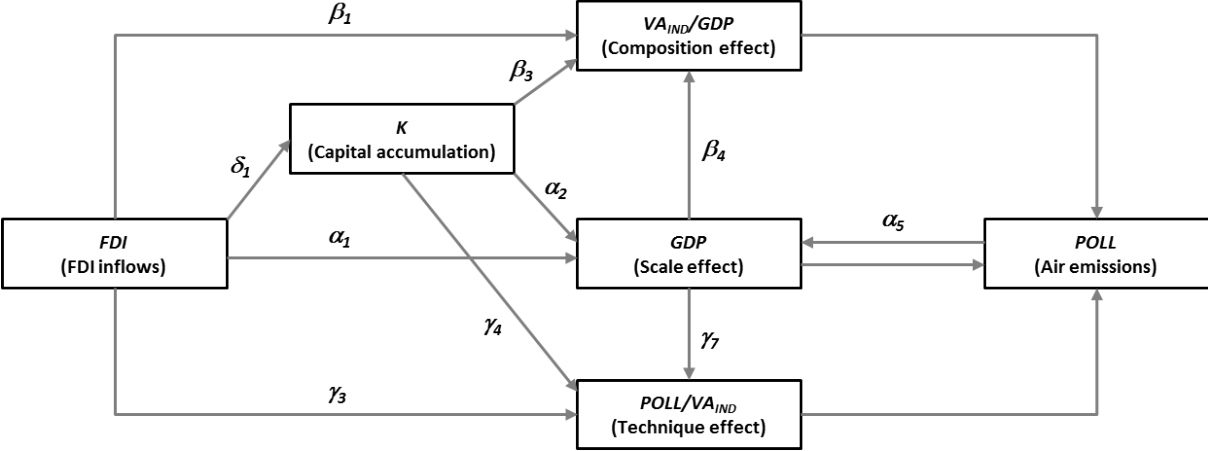 β1
VAIND/GDP
(Composition effect)
β3
K
(Capital accumulation)
δ1
β4
α2
FDI
(FDI inflows)
α1
GDP
(Scale effect)
α5
POLL
(Air emissions)
γ4
γ7
γ3
POLL/VAIND
(Technique effect)